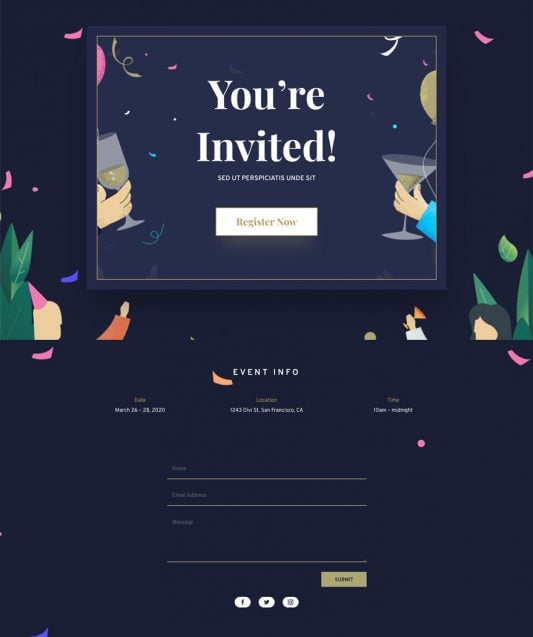 You're
Invited!
SED UT PERSPICIATIS UNDE SIT
Register Now
EVENT INFO
Date
Location
Time
March 26 – 28, 2020
1243 Divi St. San Francisco, CA
10am – midnight
Name
Email Address
Message
SUBMIT